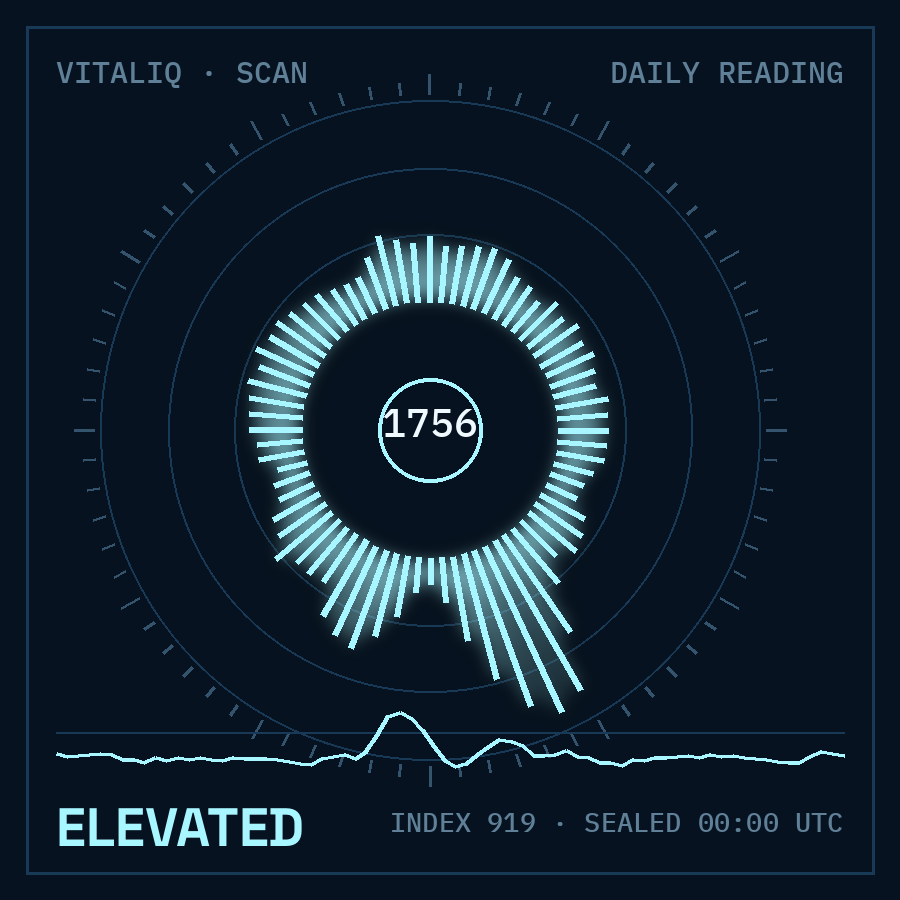 VITALIQ · SCAN
DAILY READING
1756
ELEVATED
INDEX 919 · SEALED 00:00 UTC